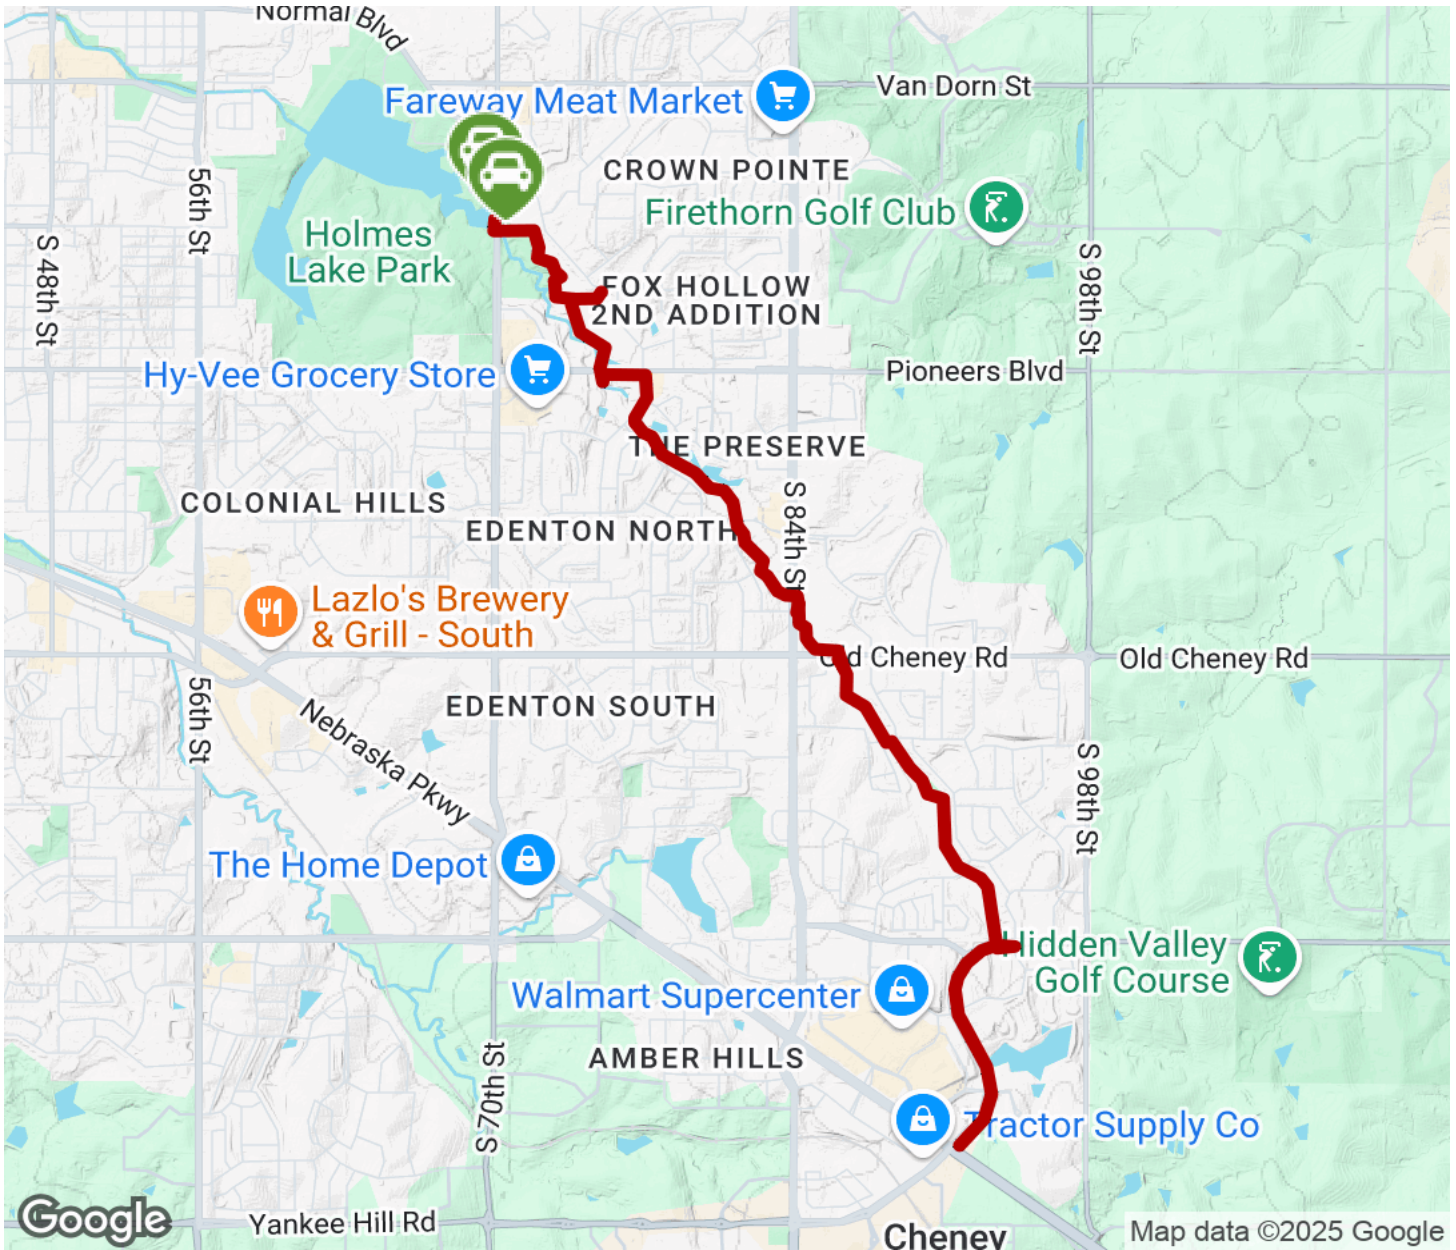 Normal Blvd
Fareway Meat Market
Van Dorn St
CROWN POINTE
56th St
Firethorn Golf Club
Holmes
Lake Park
S 48th St
S 98th St
FOX HOLLOW
2ND ADDITION
Hy-Vee Grocery Store
Pioneers Blvd
THE PRESERVE
COLONIAL HILLS
S 84th St
EDENTON NORTH
Lazlo's Brewery
& Grill - South
Old Cheney Rd
Old Cheney Rd
56th St
EDENTON SOUTH
Nebraska Pkwy
S 98th St
The Home Depot
Hidden Valley
Golf Course
Walmart Supercenter
AMBER HILLS
S 70th St
Tractor Supply Co
Google
Yankee Hill Rd
Cheney
Map data ©2025 Google